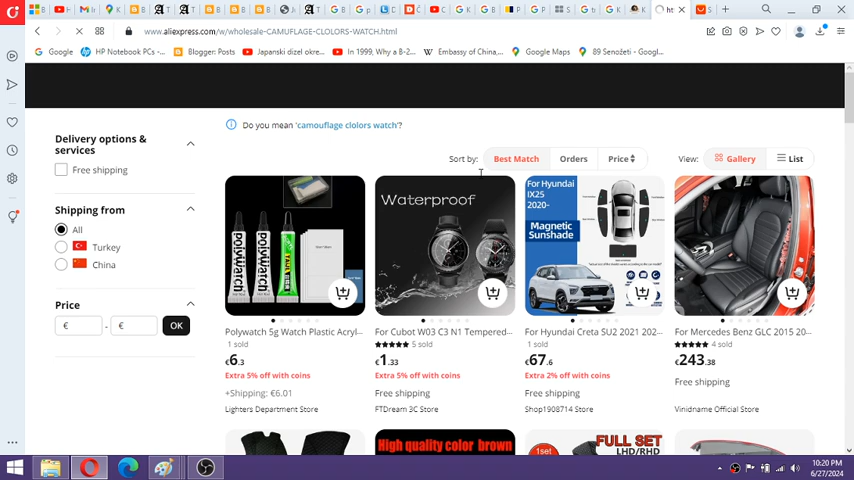 www.aliexpress.com/w/wholesale-CAMUFLAGE-CLOLORS-WATCH.html
Google
HP Notebook PC-...
Blogger: Posts
Japanski dizel okre...
In 1999, Why a B-2...
Embassy of China,...
Google Maps
89 Senožeti - Googl...
Do you mean 'camouflage clolors watch'?
Delivery options &
services
Free shipping
Shipping from
All
Turkey
China
Price
€ - € OK
Sort by: Best Match Orders Price View: Gallery List
polyWatch
polyWatch
Waterproof
For Hyundai
IX25
2020-
Magnetic
Sunshade
Polywatch 5g Watch Plastic Acryl...
1 sold
€6.3
Extra 5% off with coins
+Shipping: €6.01
Lighters Department Store
For Cubot W03 C3 N1 Tempered...
5 sold
€1.33
Extra 5% off with coins
Free shipping
FTDream 3C Store
For Hyundai Creta SU2 2021 202...
€67.6
Extra 2% off with coins
Free shipping
Shop1908714 Store
For Mercedes Benz GLC 2015 20...
4 sold
€243.38
Free shipping
Vinidname Official Store
High quality color brown
1set
FULL SET
LHD/RHD
10:20 PM
6/27/2024